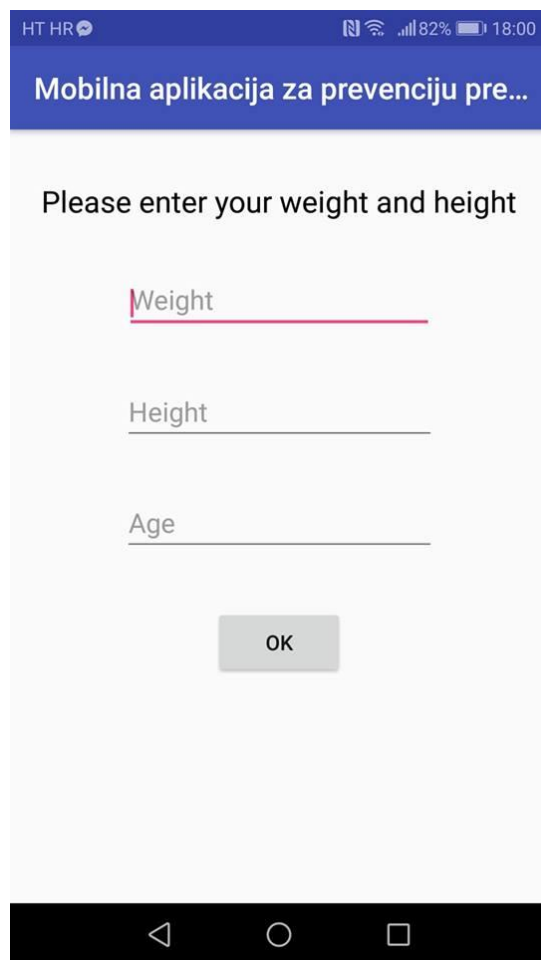 HT HR 82% 18:00
Mobilna aplikacija za prevenciju pre...
Please enter your weight and height
Weight
Height
Age
OK